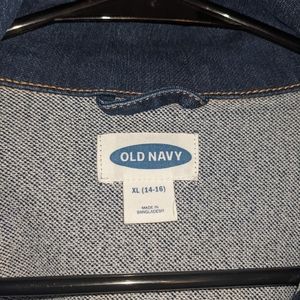 OLD NAVY
XL (14-16)
MADE IN
BANGLADESH